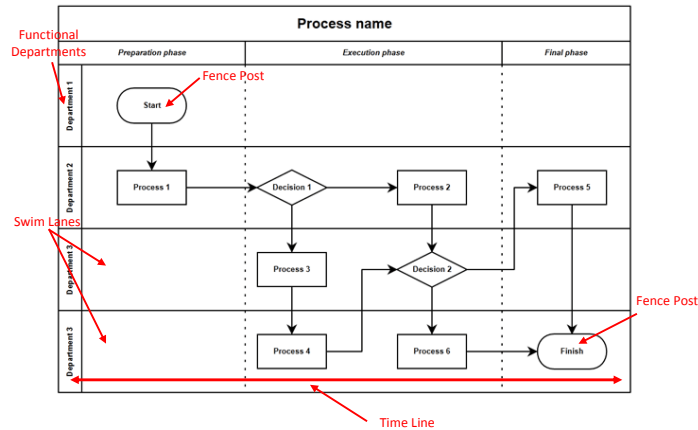 Process name
Functional
Departments
Preparation phase
Execution phase
Final phase
Department 1
Fence Post
Start
Department 2
Process 1
Decision 1
Process 2
Process 5
Swim Lanes
Department 3
Process 3
Decision 2
Fence Post
Department 3
Process 4
Process 6
Finish
Time Line